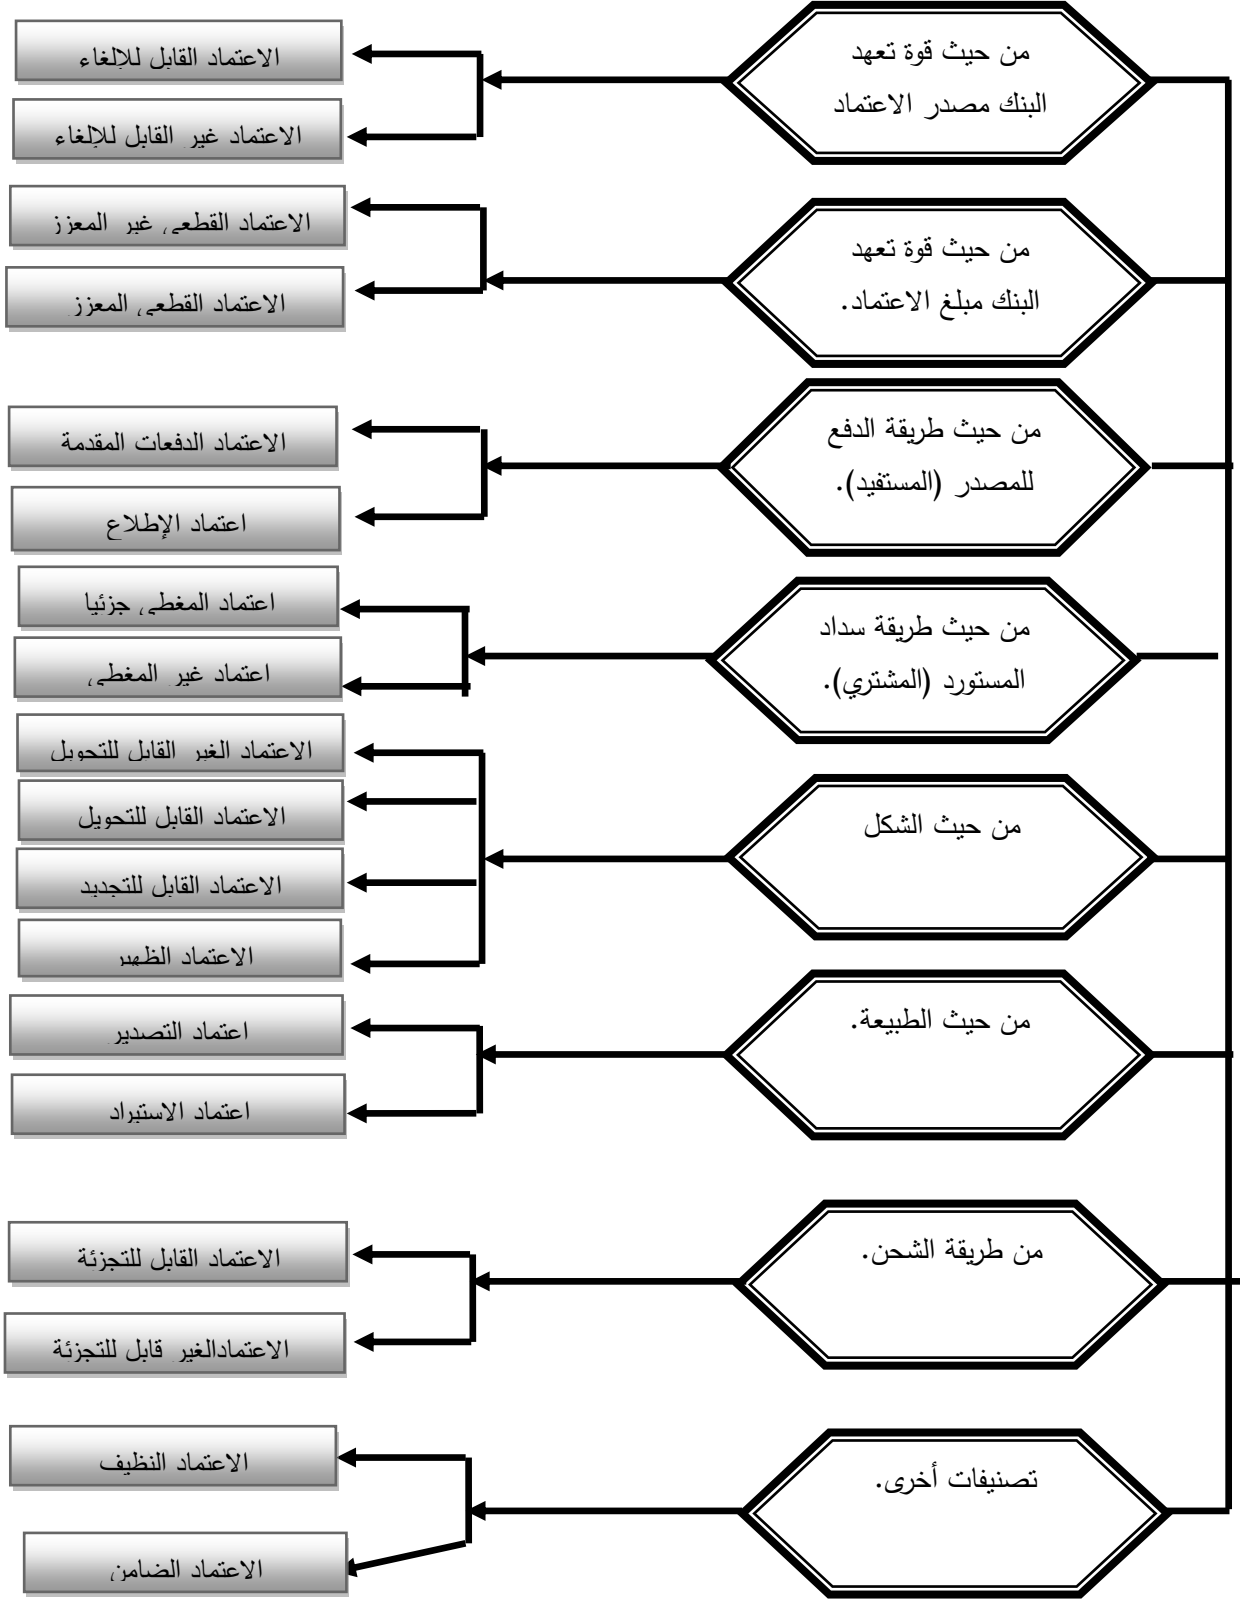 من حيث قوة تعهد
البنك مصدر الاعتماد
الاعتماد القابل للإلغاء
الاعتماد غير القابل للإلغاء
من حيث قوة تعهد
البنك مبلغ الاعتماد.
الاعتماد القطعي غير المعزز
الاعتماد القطعي المعزز
من حيث طريقة الدفع
للمصدر (المستفيد).
الاعتماد الدفعات المقدمة
اعتماد الإطلاع
من حيث طريقة سداد
المستورد (المشتري).
اعتماد المغطى جزئيا
اعتماد غير المغطى
من حيث الشكل
الاعتماد الغير القابل للتحويل
الاعتماد القابل للتحويل
الاعتماد القابل للتجديد
الاعتماد الظهير
من حيث الطبيعة.
اعتماد التصدير
اعتماد الاستيراد
من طريقة الشحن.
الاعتماد القابل للتجزئة
الاعتمادالغير قابل للتجزئة
تصنيفات أخرى.
الاعتماد النظيف
الاعتماد الضامن